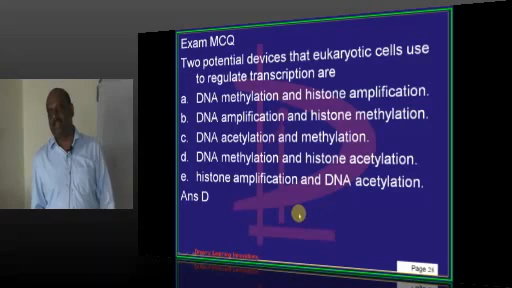 Exam MCQ
Two potential devices that eukaryotic cells use
to regulate transcription are
a. DNA methylation and histone amplification.
b. DNA amplification and histone methylation.
c. DNA acetylation and methylation.
d. DNA methylation and histone acetylation.
e. histone amplification and DNA acetylation.
Ans D
Learning
Page 28